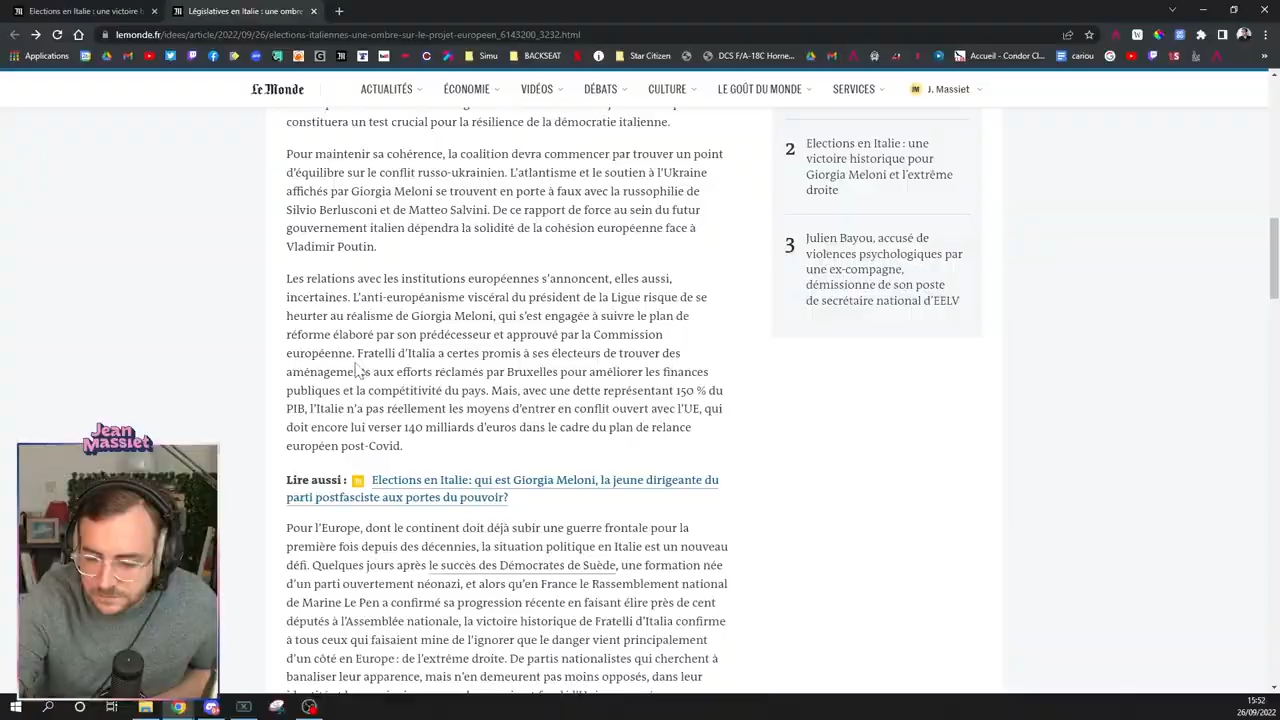 Elections en Italie : une victoire
Législatives en Italie : une ombre
lemonde.fr/idees/article/2022/09/26/elections-italiennes-une-ombre-sur-le-projet-europeen_6143200_3232.html
Applications
Simu
BACKSEAT
Star Citizen
DCS F/A-18C Horne...
Accueil - Condor Cl...
cariou
Le Monde
ACTUALITÉS
ÉCONOMIE
VIDÉOS
DÉBATS
CULTURE
LE GOÛT DU MONDE
SERVICES
J. Massiet
constituera un test crucial pour la résilience de la démocratie italienne.
Pour maintenir sa cohérence, la coalition devra commencer par trouver un point
d’équilibre sur le conflit russo-ukrainien. L’atlantisme et le soutien à l’Ukraine
affichés par Giorgia Meloni se trouvent en porte à faux avec la russophilie de
Silvio Berlusconi et de Matteo Salvini. De ce rapport de force au sein du futur
gouvernement italien dépendra la solidité de la cohésion européenne face à
Vladimir Poutin.
Les relations avec les institutions européennes s’annoncent, elles aussi,
incertaines. L’anti-européanisme viscéral du président de la Ligue risque de se
heurter au réalisme de Giorgia Meloni, qui s’est engagée à suivre le plan de
réforme élaboré par son prédécesseur et approuvé par la Commission
européenne. Fratelli d’Italia a certes promis à ses électeurs de trouver des
aménagements aux efforts réclamés par Bruxelles pour améliorer les finances
publiques et la compétitivité du pays. Mais, avec une dette représentant 150 % du
PIB, l’Italie n’a pas réellement les moyens d’entrer en conflit ouvert avec l’UE, qui
doit encore lui verser 140 milliards d’euros dans le cadre du plan de relance
européen post-Covid.
Lire aussi : Elections en Italie: qui est Giorgia Meloni, la jeune dirigeante du
parti postfasciste aux portes du pouvoir?
Pour l’Europe, dont le continent doit déjà subir une guerre frontale pour la
première fois depuis des décennies, la situation politique en Italie est un nouveau
défi. Quelques jours après le succès des Démocrates de Suède, une formation née
d’un parti ouvertement néonazi, et alors qu’en France le Rassemblement national
de Marine Le Pen a confirmé sa progression récente en faisant élire près de cent
députés à l’Assemblée nationale, la victoire historique de Fratelli d’Italia confirme
à tous ceux qui faisaient mine de l’ignorer que le danger vient principalement
d’un côté en Europe : de l’extrême droite. De partis nationalistes qui cherchent à
banaliser leur apparence, mais n’en demeurent pas moins opposés, dans leur
2
Elections en Italie : une
victoire historique pour
Giorgia Meloni et l’extrême
droite
3
Julien Bayou, accusé de
violences psychologiques par
une ex-compagne,
démissionne de son poste
de secrétaire national d’EELV
Jean
Massiet
15:52
26/09/2022